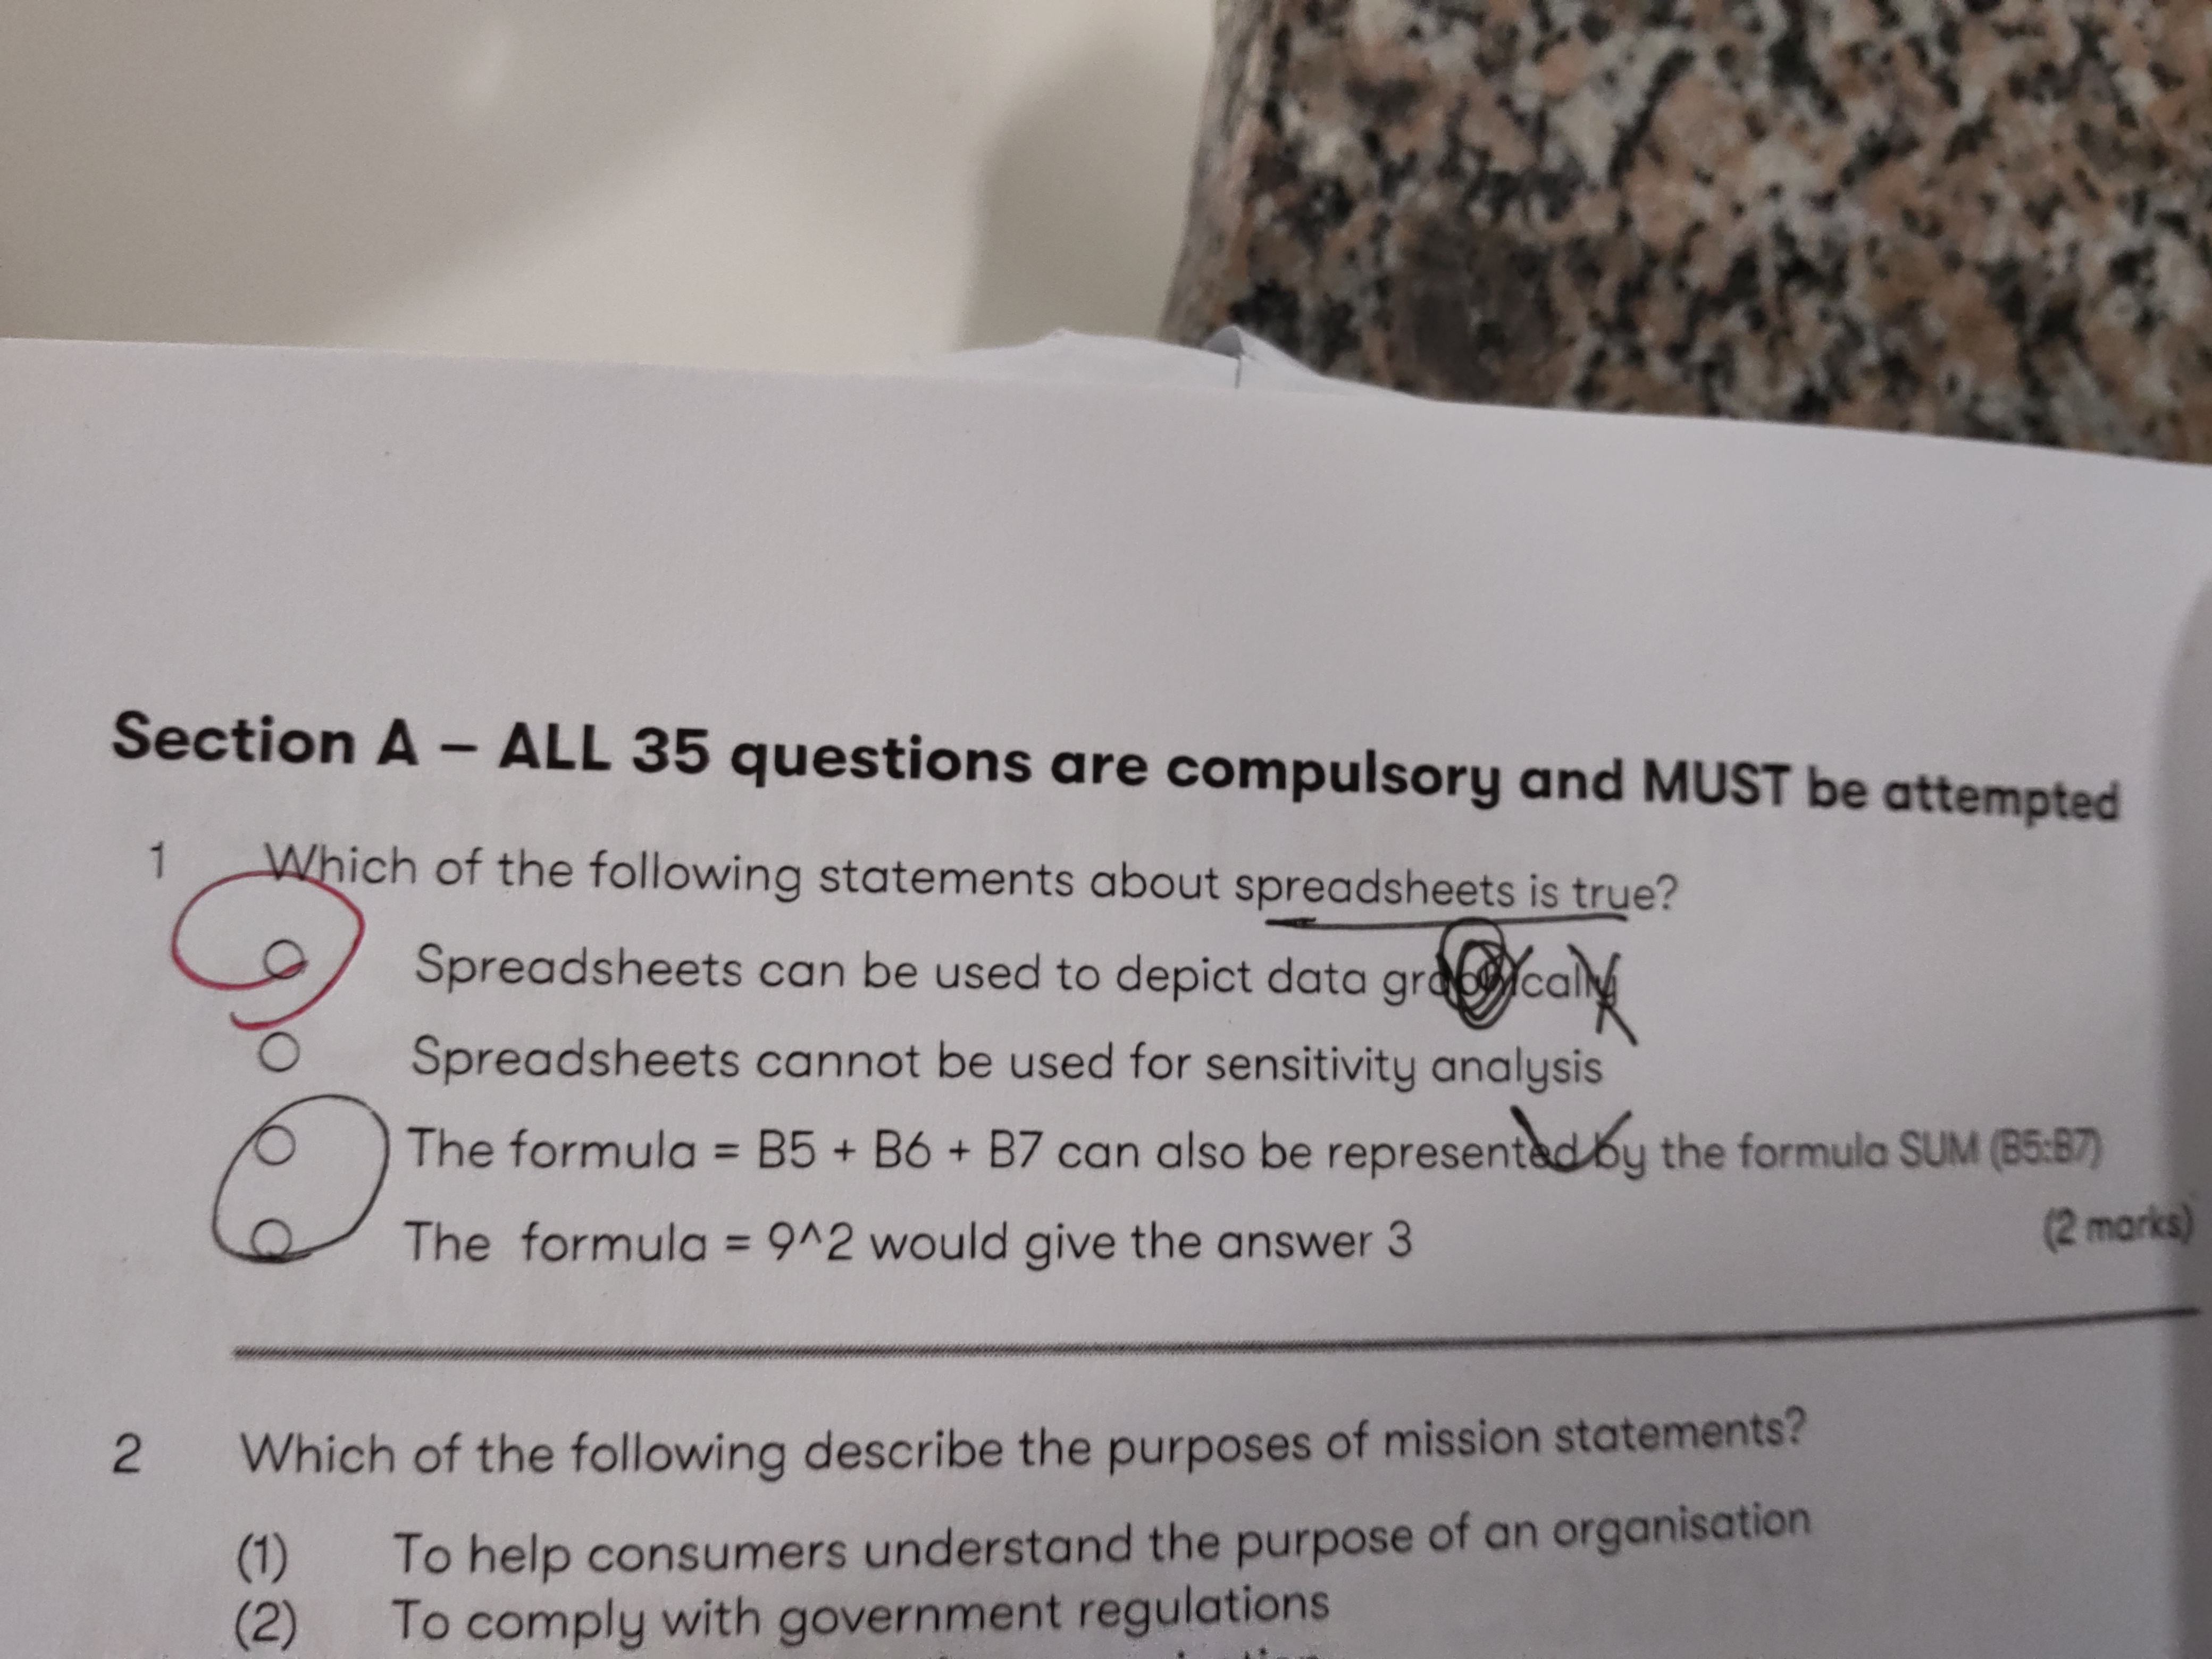 Section A – ALL 35 questions are compulsory and MUST be attempted
1 Which of the following statements about spreadsheets is true?
Spreadsheets can be used to depict data graphically
Spreadsheets cannot be used for sensitivity analysis
The formula = B5 + B6 + B7 can also be represented by the formula SUM (B5:B7)
The formula = 9^2 would give the answer 3
(2 marks)
2 Which of the following describe the purposes of mission statements?
(1) To help consumers understand the purpose of an organisation
(2) To comply with government regulations